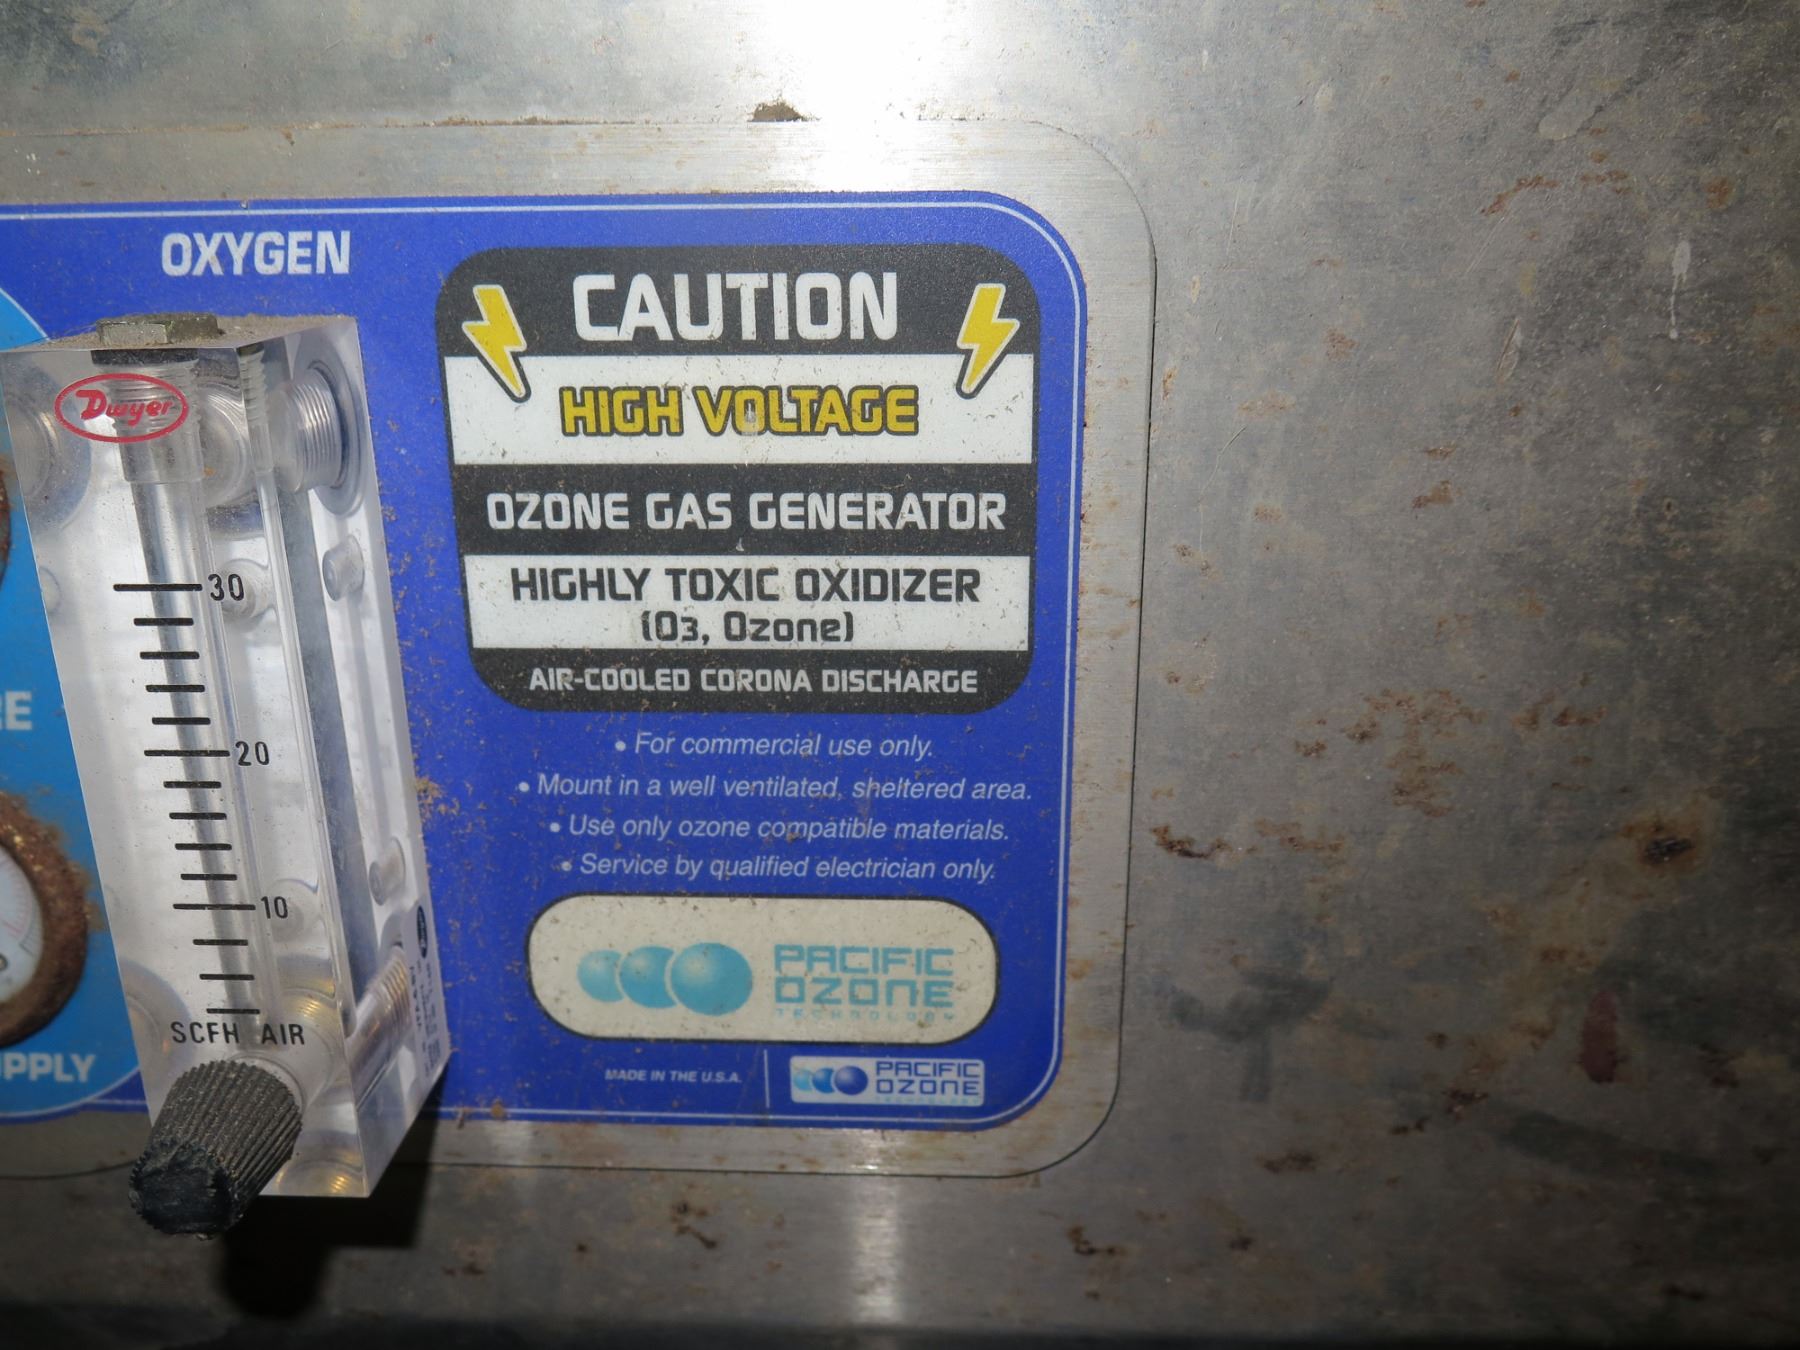 OXYGEN
Dwyer
30
20
10
SCFH AIR
CAUTION
HIGH VOLTAGE
OZONE GAS GENERATOR
HIGHLY TOXIC OXIDIZER
(O3, Ozone)
AIR-COOLED CORONA DISCHARGE
• For commercial use only.
• Mount in a well ventilated, sheltered area.
• Use only ozone compatible materials.
• Service by qualified electrician only.
PACIFIC
OZONE
TECHNOLOGY
MADE IN THE U.S.A.
PACIFIC
OZONE
TECHNOLOGY